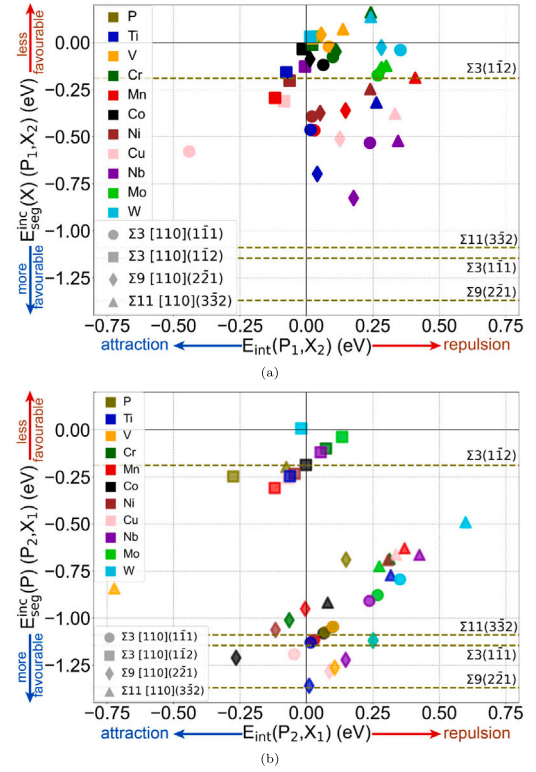 less
favourable
0.00
−0.25
−0.50
−0.75
−1.00
−1.25
E^inc_seg(X) (P₁,X₂) (eV)
more
favourable
P
Ti
V
Cr
Mn
Co
Ni
Cu
Nb
Mo
W
Σ3 [110](11̄1)
Σ3 [110](11̄2)
Σ9 [110](22̄1)
Σ11 [110](33̄2)
Σ3(11̄2)
Σ11(33̄2)
Σ3(11̄1)
Σ9(22̄1)
−0.75 −0.50 −0.25 0.00 0.25 0.50 0.75
attraction E_int(P₁,X₂) (eV) repulsion
(a)
less
favourable
0.00
−0.25
−0.50
−0.75
−1.00
−1.25
E^inc_seg(P) (P₂,X₁) (eV)
more
favourable
P
Ti
V
Cr
Mn
Co
Ni
Cu
Nb
Mo
W
Σ3 [110](11̄1)
Σ3 [110](11̄2)
Σ9 [110](22̄1)
Σ11 [110](33̄2)
Σ3(11̄2)
Σ11(33̄2)
Σ3(11̄1)
Σ9(22̄1)
−0.75 −0.50 −0.25 0.00 0.25 0.50 0.75
attraction E_int(P₂,X₁) (eV) repulsion
(b)